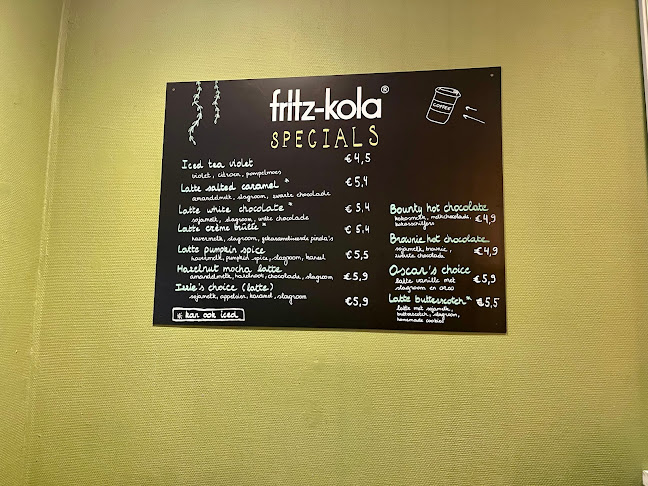 fritz-kola®
SPECIALS
COFFEE
Iced tea violet €4,5
violet, citroen, pompelmoes
Latte salted caramel * €5,4
amandelmelk, slagroom, zwarte chocolade
Latte white chocolate * €5,4
sojamelk, slagroom, witte chocolade
Latte crème brûlée * €5,4
havermelk, slagroom, gekarameliseerde pinda's
Latte pumpkin spice €5,5
havermelk, pumpkin spice, slagroom, kaneel
Hazelnut mocha latte €5,9
amandelmelk, hazelnoot, chocolade, slagroom
Issie's choice (latte) €5,9
sojamelk, appeltaart, karamel, slagroom
* kan ook iced
Bounty hot chocolate
kokosmelk, melkchocolade, €4,9
kokosschilfers
Brownie hot chocolate
sojamelk, brownie, €4,9
zwarte chocolade
Oscar's choice €5,9
latte vanille met
slagroom en oreo
Latte butterscotch* €5,5
latte met sojamelk,
butterscotch, slagroom,
homemade cookie!